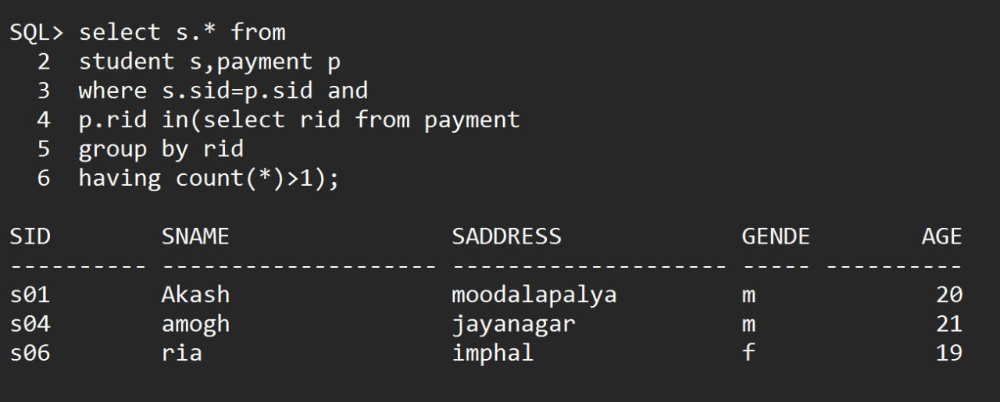 SQL> select s.* from
  2  student s,payment p
  3  where s.sid=p.sid and
  4  p.rid in(select rid from payment
  5  group by rid
  6  having count(*)>1);

SID        SNAME                SADDRESS             GENDE        AGE
---------- -------------------- -------------------- ----- ----------
s01        Akash                moodalapalya         m             20
s04        amogh                jayanagar            m             21
s06        ria                  imphal               f             19